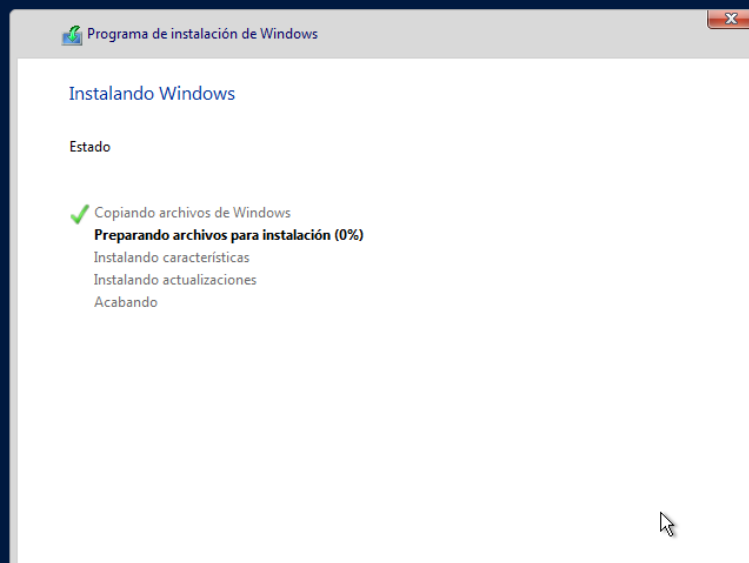 Programa de instalación de Windows
Instalando Windows
Estado
Copiando archivos de Windows
Preparando archivos para instalación (0%)
Instalando características
Instalando actualizaciones
Acabando